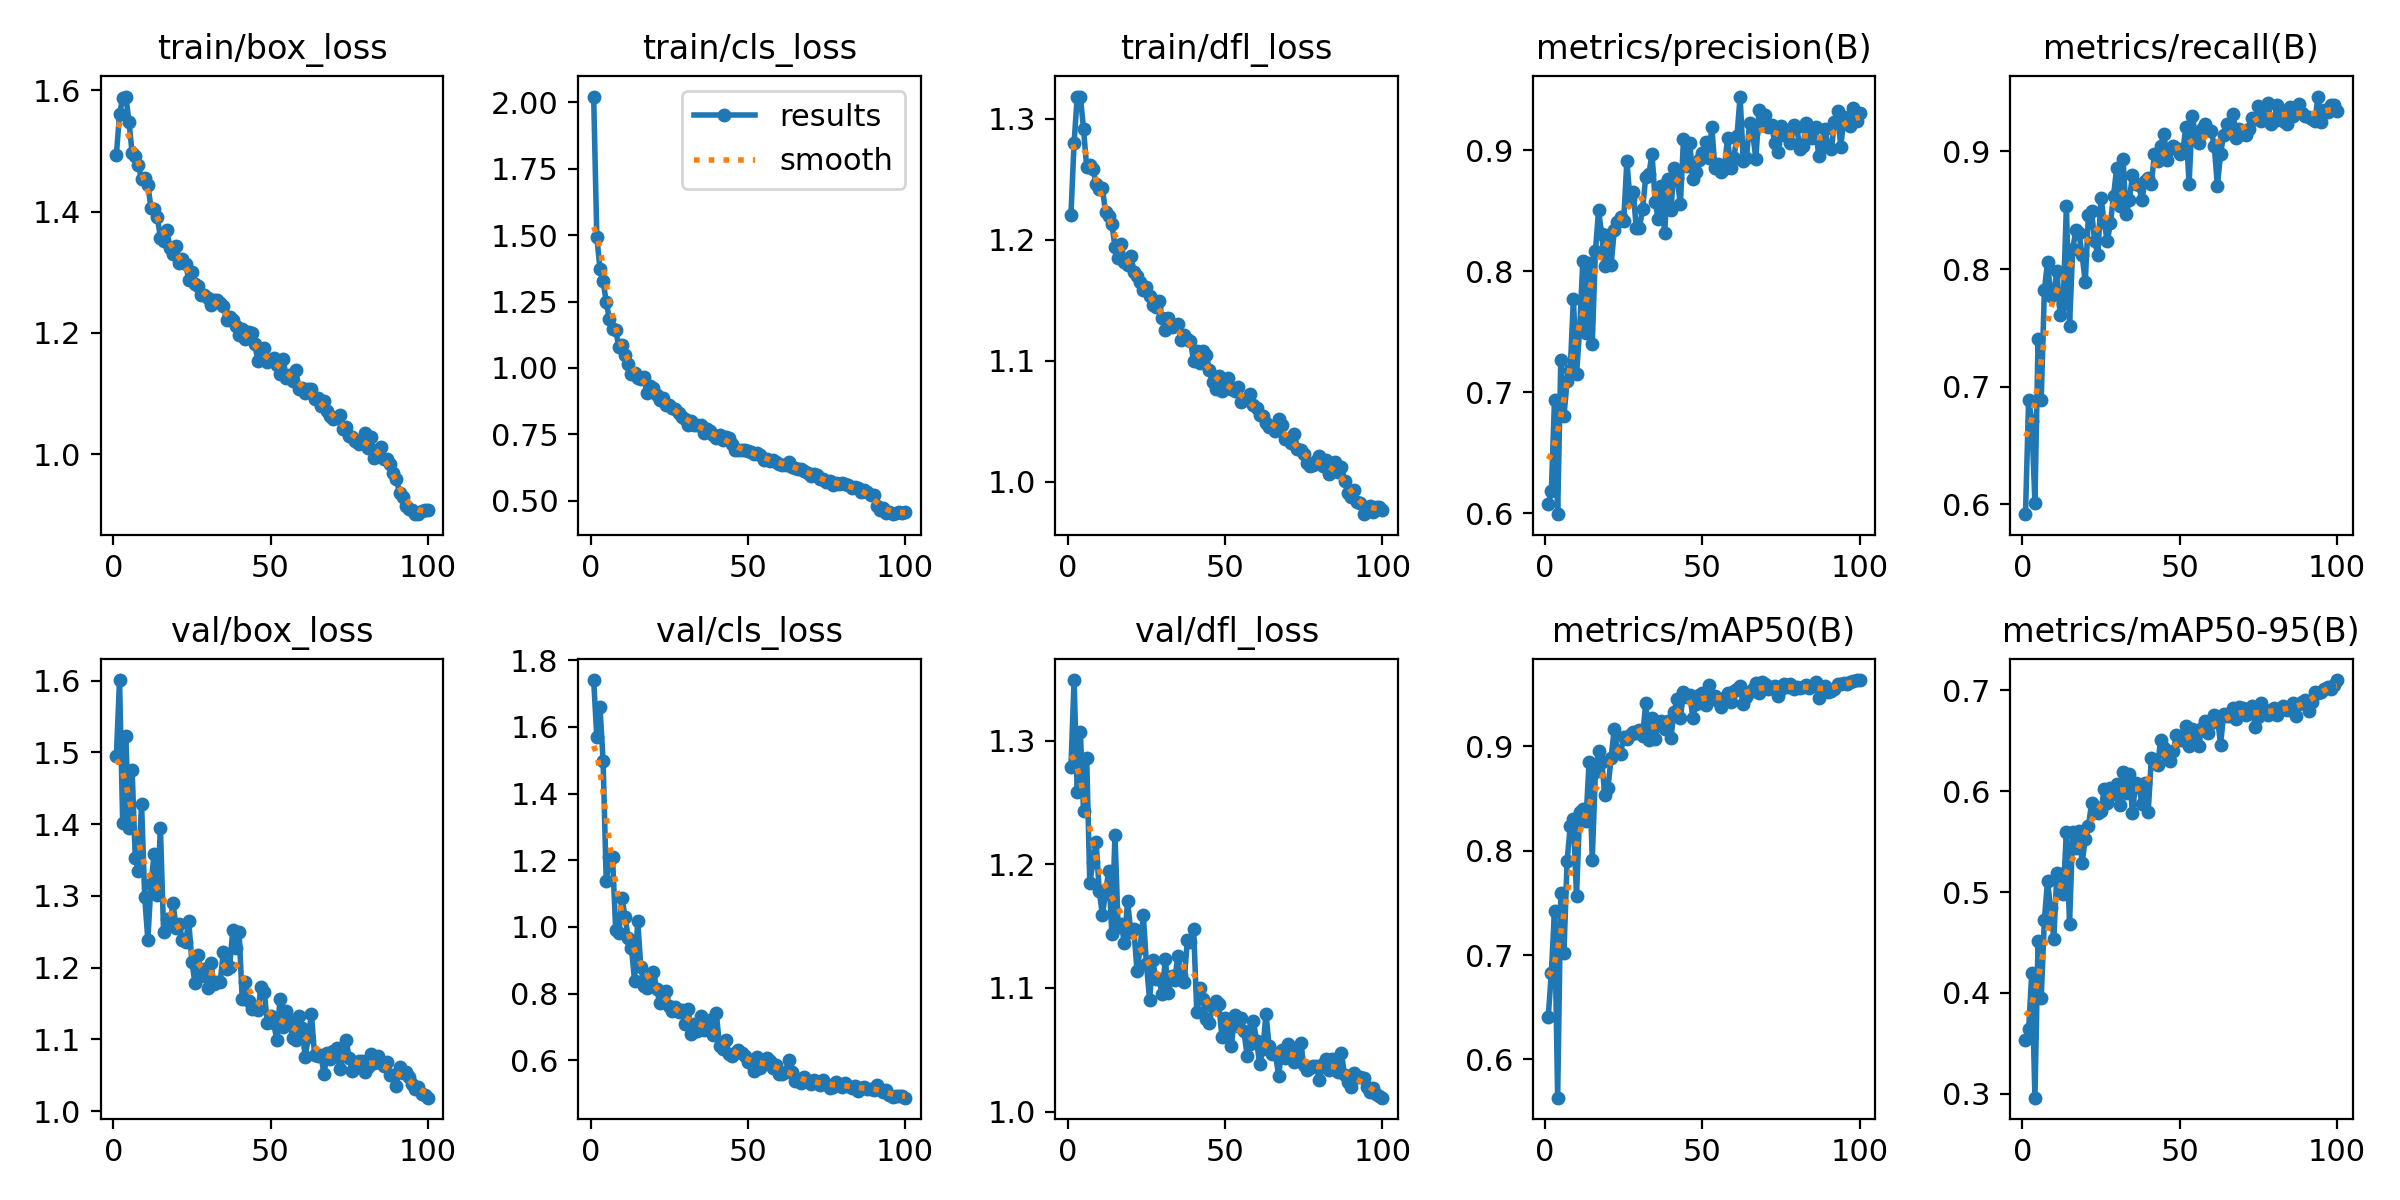 train/box_loss
train/cls_loss
train/dfl_loss
metrics/precision(B)
metrics/recall(B)
1.6
1.4
1.2
1.0
0 50 100
2.00
1.75
1.50
1.25
1.00
0.75
0.50
results
smooth
0 50 100
1.3
1.2
1.1
1.0
0 50 100
0.9
0.8
0.7
0.6
0 50 100
0.9
0.8
0.7
0.6
0 50 100
val/box_loss
val/cls_loss
val/dfl_loss
metrics/mAP50(B)
metrics/mAP50-95(B)
1.6
1.5
1.4
1.3
1.2
1.1
1.0
0 50 100
1.8
1.6
1.4
1.2
1.0
0.8
0.6
0 50 100
1.3
1.2
1.1
1.0
0 50 100
0.9
0.8
0.7
0.6
0 50 100
0.7
0.6
0.5
0.4
0.3
0 50 100